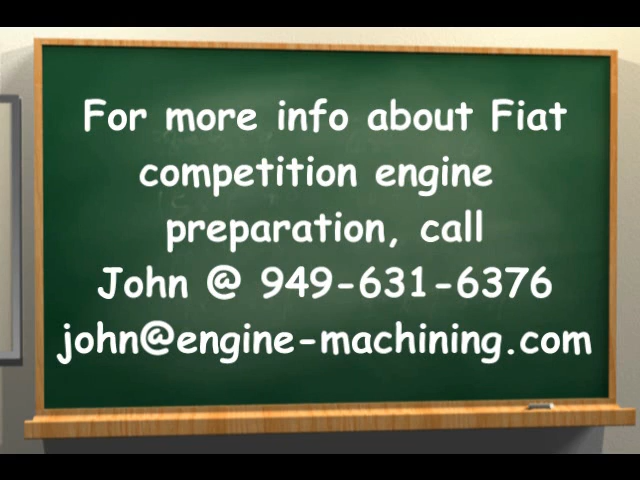 For more info about Fiat
competition engine
preparation, call
John @ 949-631-6376
john@engine-machining.com